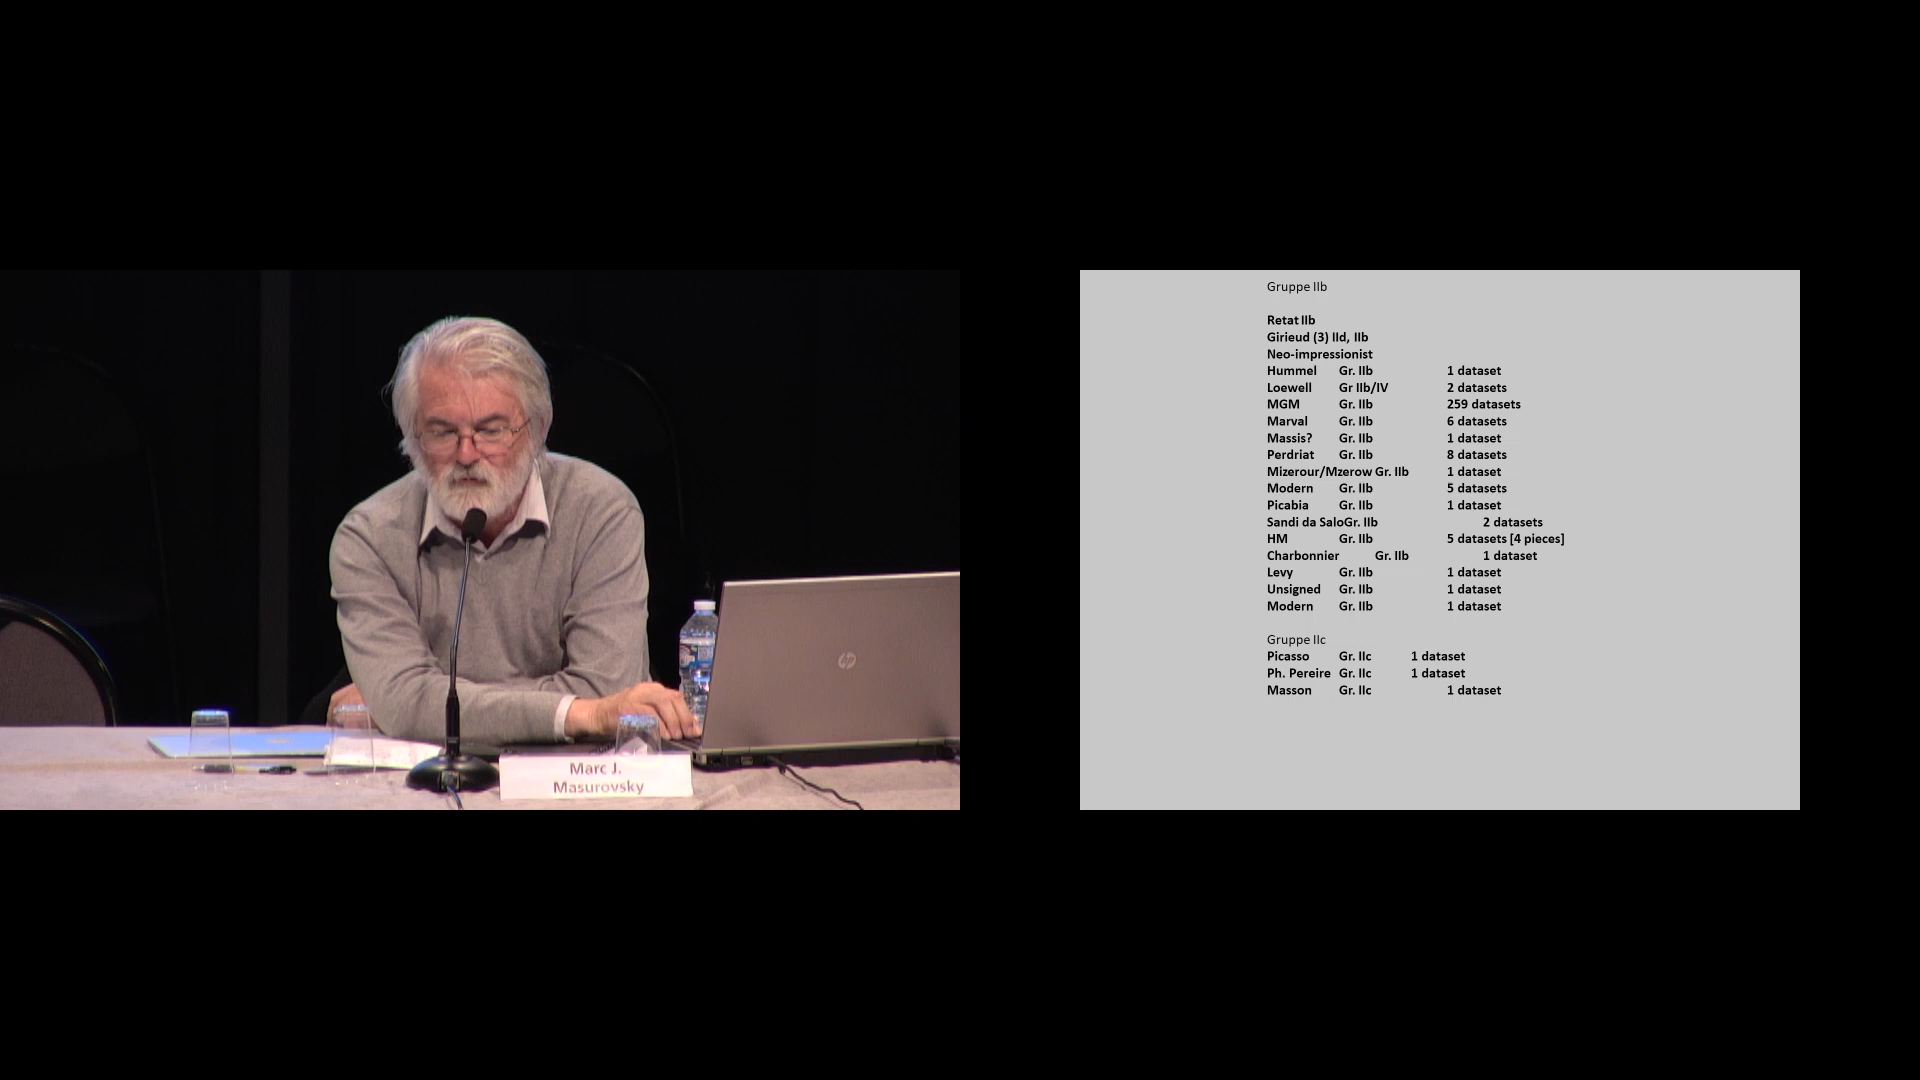 Marc J.
Masurovsky
hp
Gruppe IIb
Retat IIb
Girieud (3) IId, IIb
Neo-impressionist
Hummel Gr. IIb 1 dataset
Loewell Gr IIb/IV 2 datasets
MGM Gr. IIb 259 datasets
Marval Gr. IIb 6 datasets
Massis? Gr. IIb 1 dataset
Perdriat Gr. IIb 8 datasets
Mizerour/Mzerow Gr. IIb 1 dataset
Modern Gr. IIb 5 datasets
Picabia Gr. IIb 1 dataset
Sandi da SaloGr. IIb 2 datasets
HM Gr. IIb 5 datasets [4 pieces]
Charbonnier Gr. IIb 1 dataset
Levy Gr. IIb 1 dataset
Unsigned Gr. IIb 1 dataset
Modern Gr. IIb 1 dataset
Gruppe IIc
Picasso Gr. IIc 1 dataset
Ph. Pereire Gr. IIc 1 dataset
Masson Gr. IIc 1 dataset